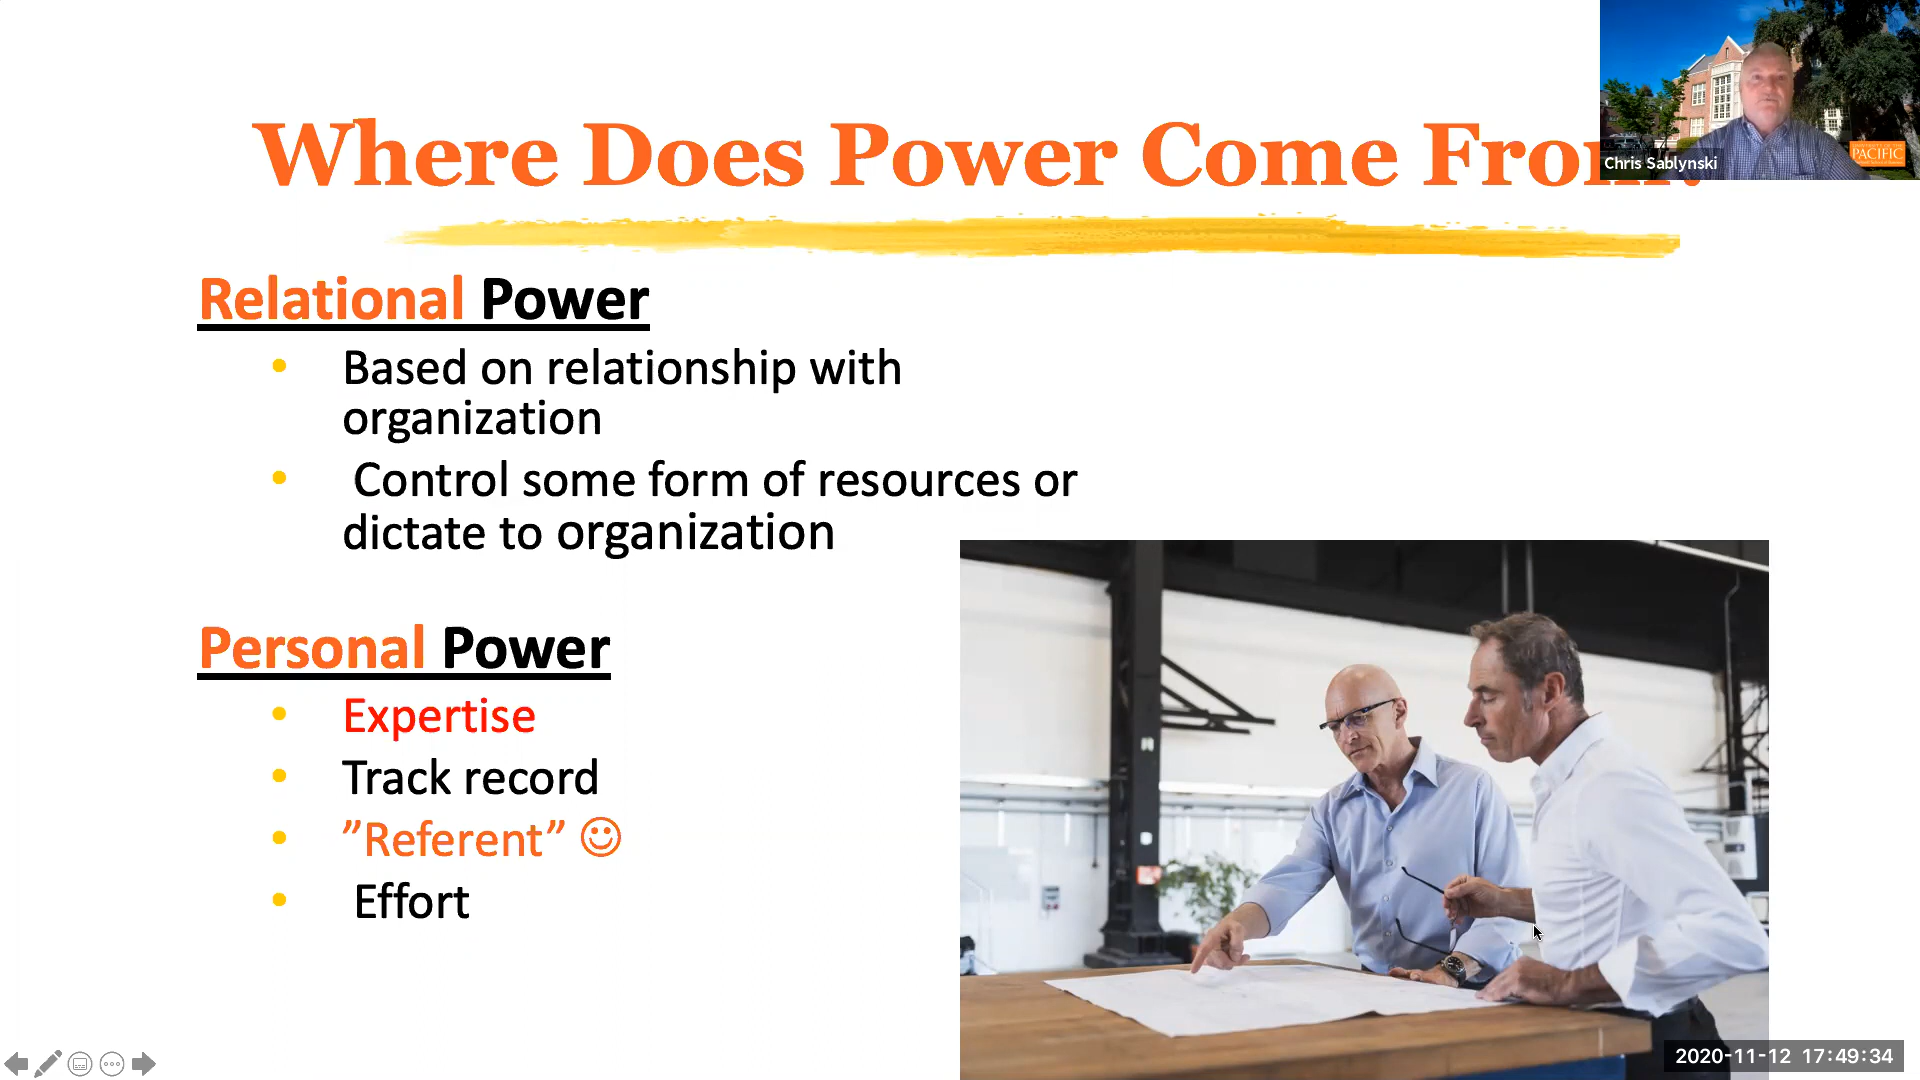 Where Does Power Come From?
Chris Sablynski
PACIFIC
Relational Power
• Based on relationship with
organization
• Control some form of resources or
dictate to organization
Personal Power
• Expertise
• Track record
• ”Referent” ☺
• Effort
2020-11-12 17:49:34